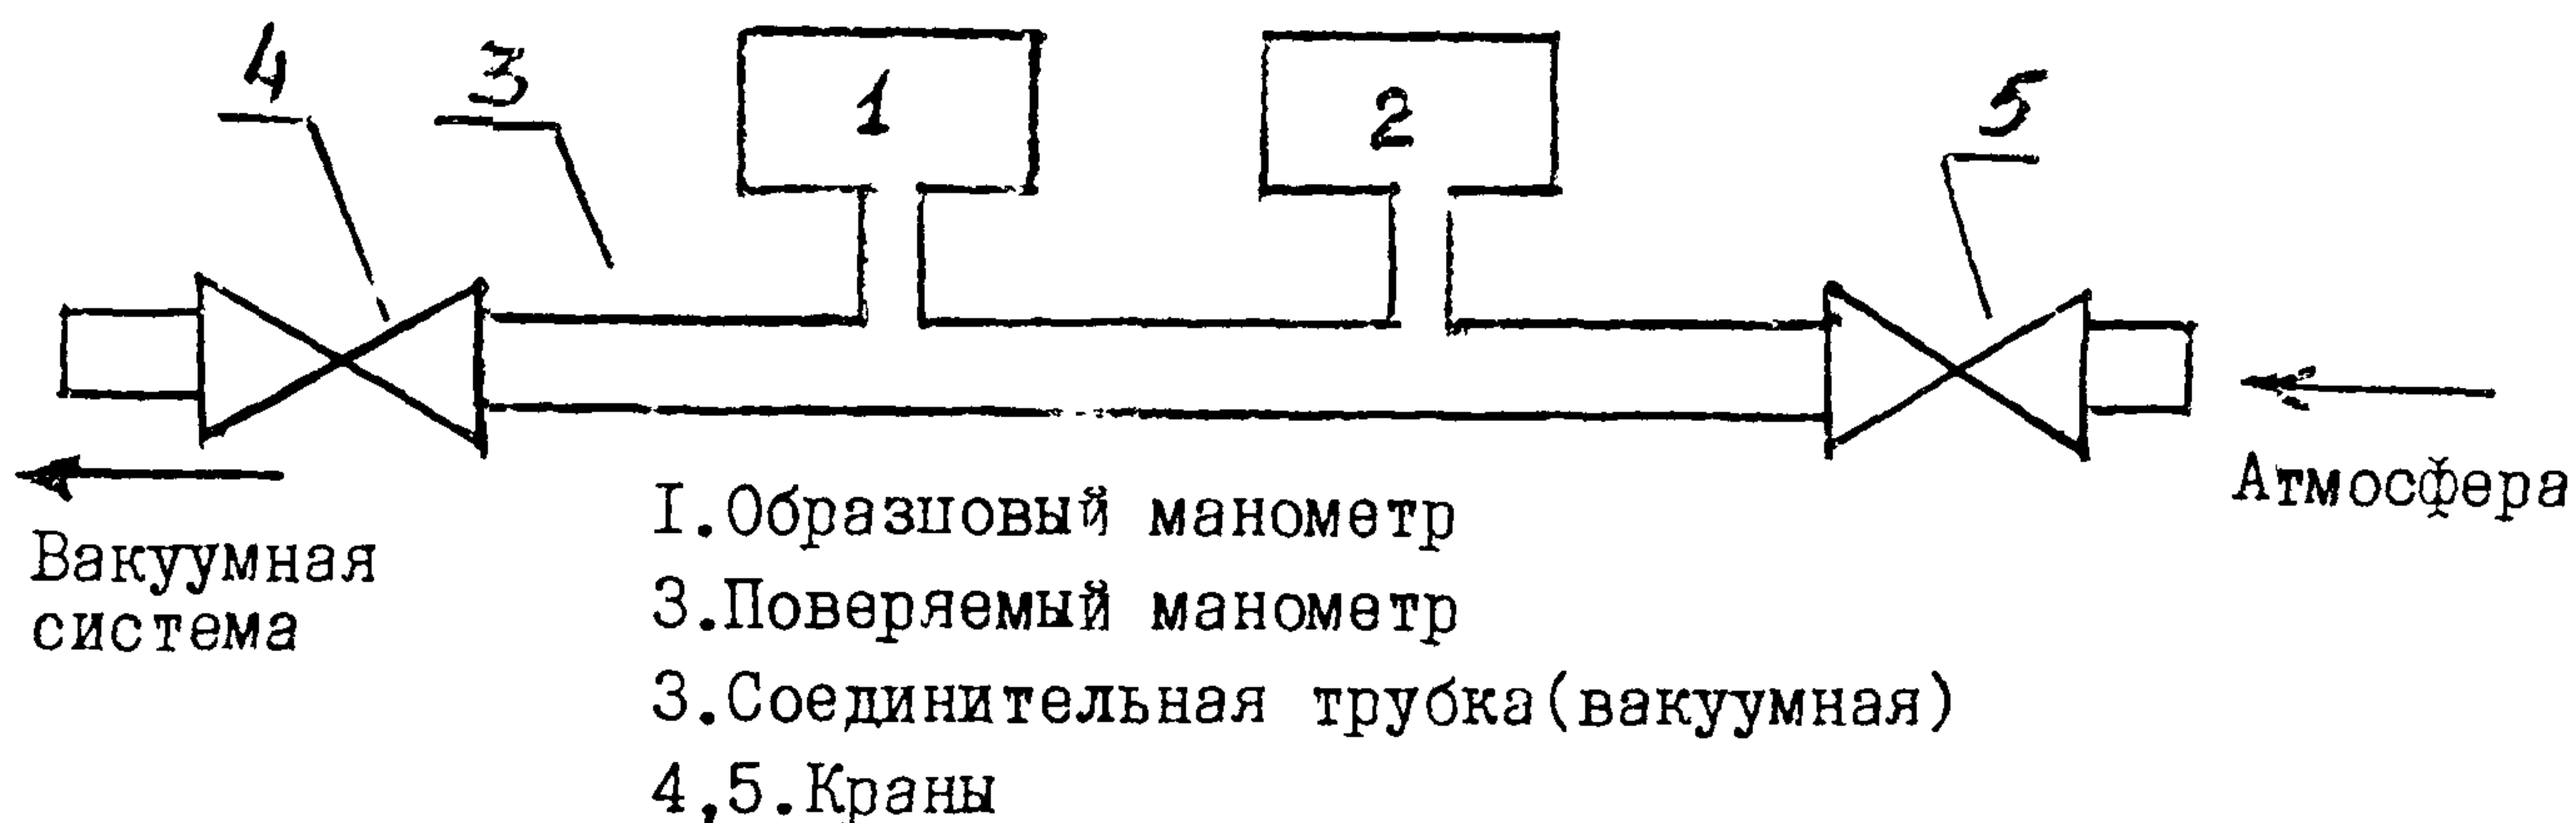 4 3 1 2 5
Атмосфера
Вакуумная
система
I.Образцовый манометр
3.Поверяемый манометр
3.Соединительная трубка(вакуумная)
4,5.Краны